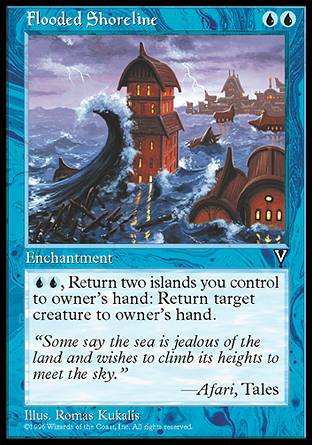 Flooded Shoreline
Enchantment
V
, Return two islands you control
to owner's hand: Return target
creature to owner's hand.
"Some say the sea is jealous of the
land and wishes to climb its heights to
meet the sky."
—Afari, Tales
Illus. Romas Kukalis
©1996 Wizards of the Coast, Inc. All rights reserved.